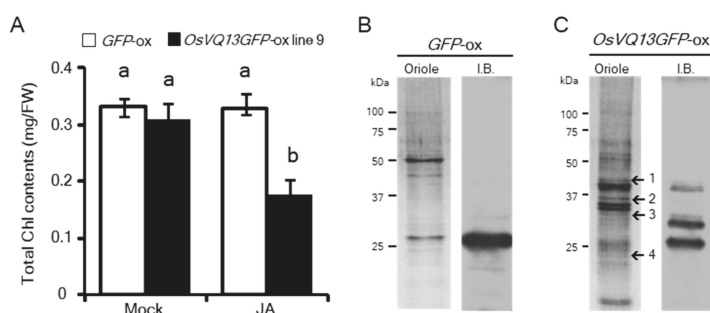 A
GFP-ox
OsVQ13GFP-ox line 9
Total Chl contents (mg/FW)
0.4
0.3
0.2
0.1
0
a
a
a
b
Mock
JA
B
GFP-ox
Oriole
I.B.
kDa
100
75
50
37
25
C
OsVQ13GFP-ox
Oriole
I.B.
kDa
100
75
50
37
25
1
2
3
4